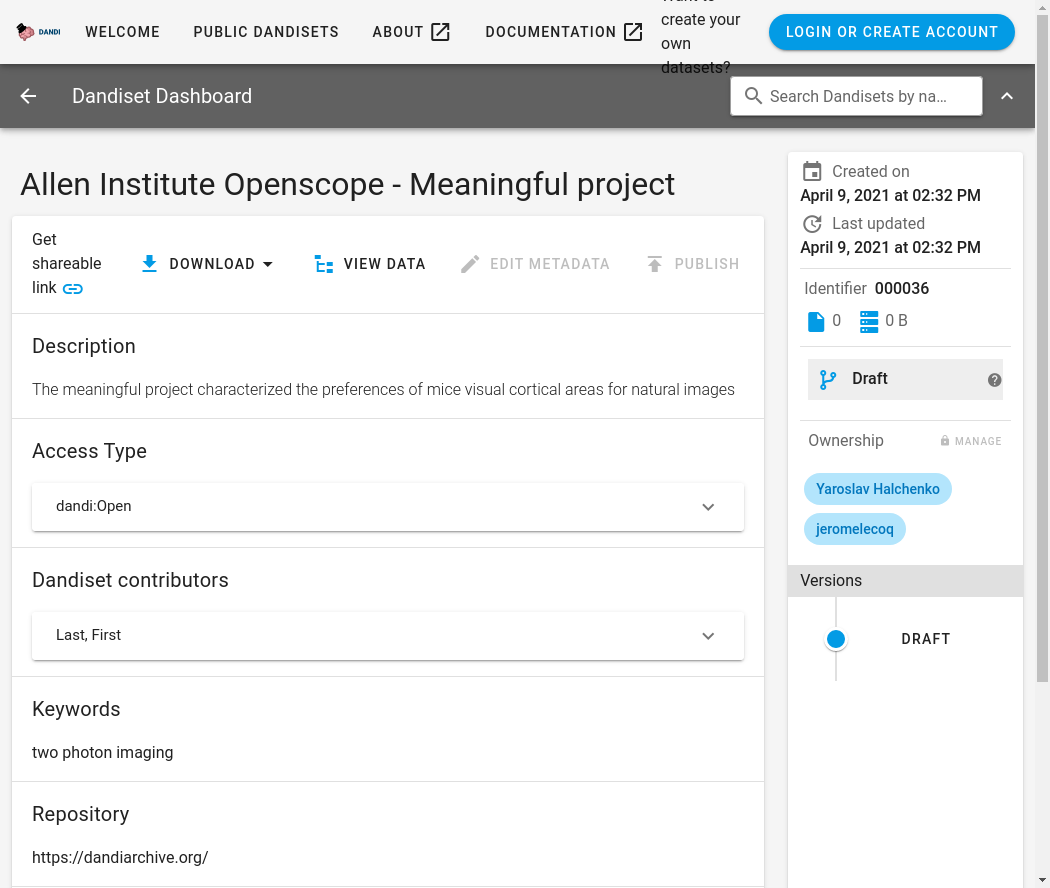 DANDI
WELCOME
PUBLIC DANDISETS
ABOUT
DOCUMENTATION
create your
own
datasets?
LOGIN OR CREATE ACCOUNT
Dandiset Dashboard
Search Dandisets by na…
Allen Institute Openscope - Meaningful project
Get
shareable
link
DOWNLOAD
VIEW DATA
EDIT METADATA
PUBLISH
Description
The meaningful project characterized the preferences of mice visual cortical areas for natural images
Access Type
dandi:Open
Dandiset contributors
Last, First
Keywords
two photon imaging
Repository
https://dandiarchive.org/
Created on
April 9, 2021 at 02:32 PM
Last updated
April 9, 2021 at 02:32 PM
Identifier 000036
0 0 B
Draft
Ownership MANAGE
Yaroslav Halchenko
jeromelecoq
Versions
DRAFT